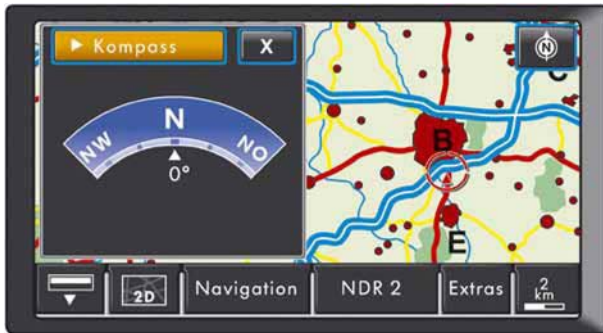 Kompass
X
N
C
NW
N
NO
0°
B
E
2D
Navigation
NDR 2
Extras
2
km